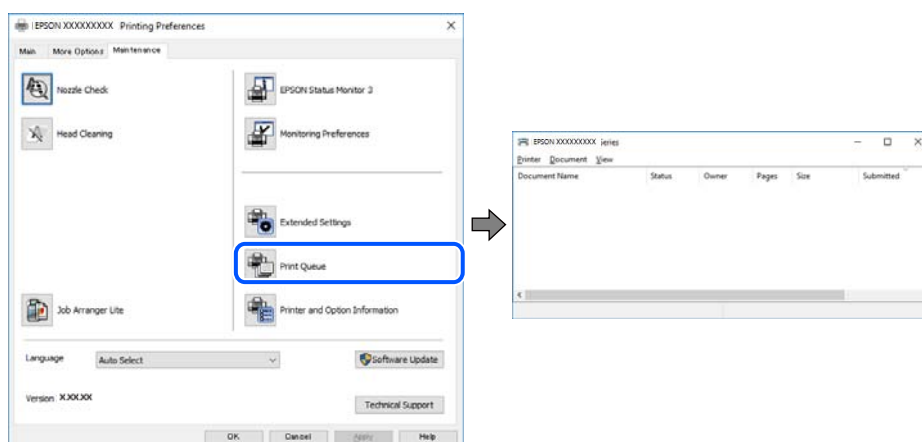 EPSON XXXXXXXXX Printing Preferences
Main More Options Maintenance
Nozzle Check
EPSON Status Monitor 3
Head Cleaning
Monitoring Preferences
Extended Settings
Print Queue
Job Arranger Lite
Printer and Option Information
Language Auto Select
Software Update
Version X.XX.XX
Technical Support
OK Cancel Apply Help
EPSON XXXXXXXXX
Printer Document View
Document Name Status Owner Pages Size Submitted